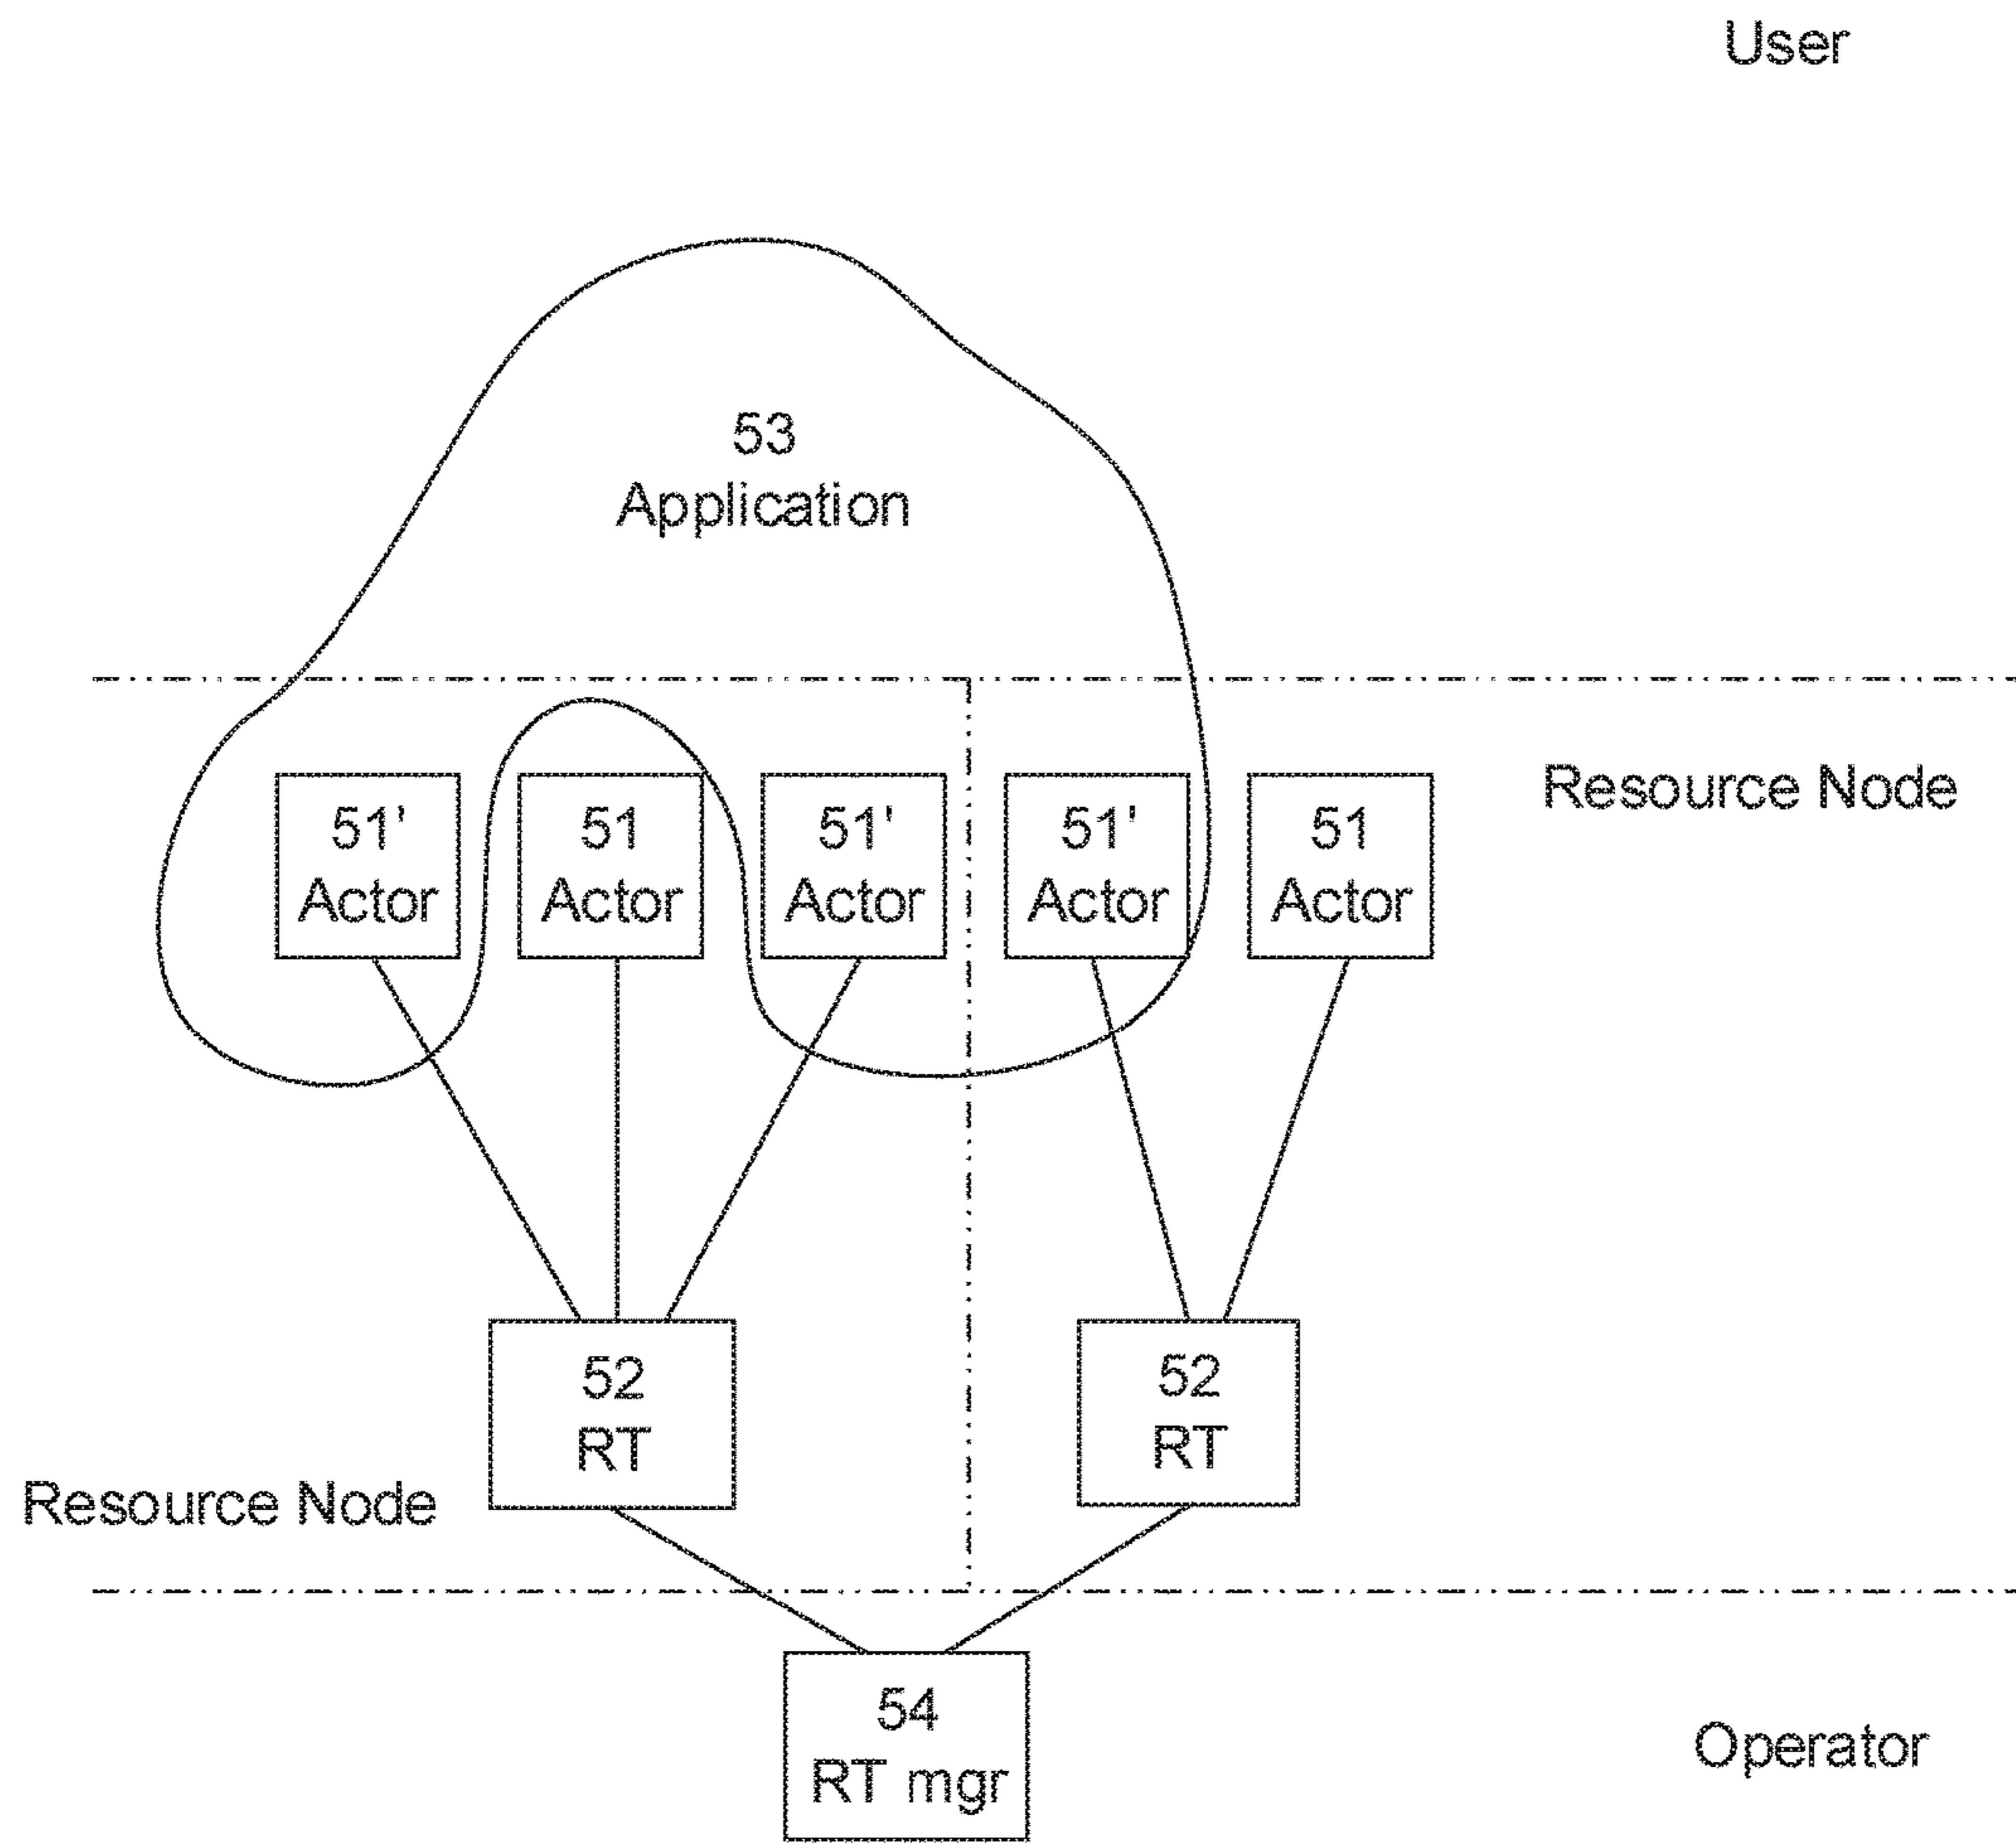 User
53
Application
Resource Node
51'
Actor
51
Actor
51'
Actor
51'
Actor
51
Actor
52
RT
52
RT
Resource Node
54
RT mgr
Operator